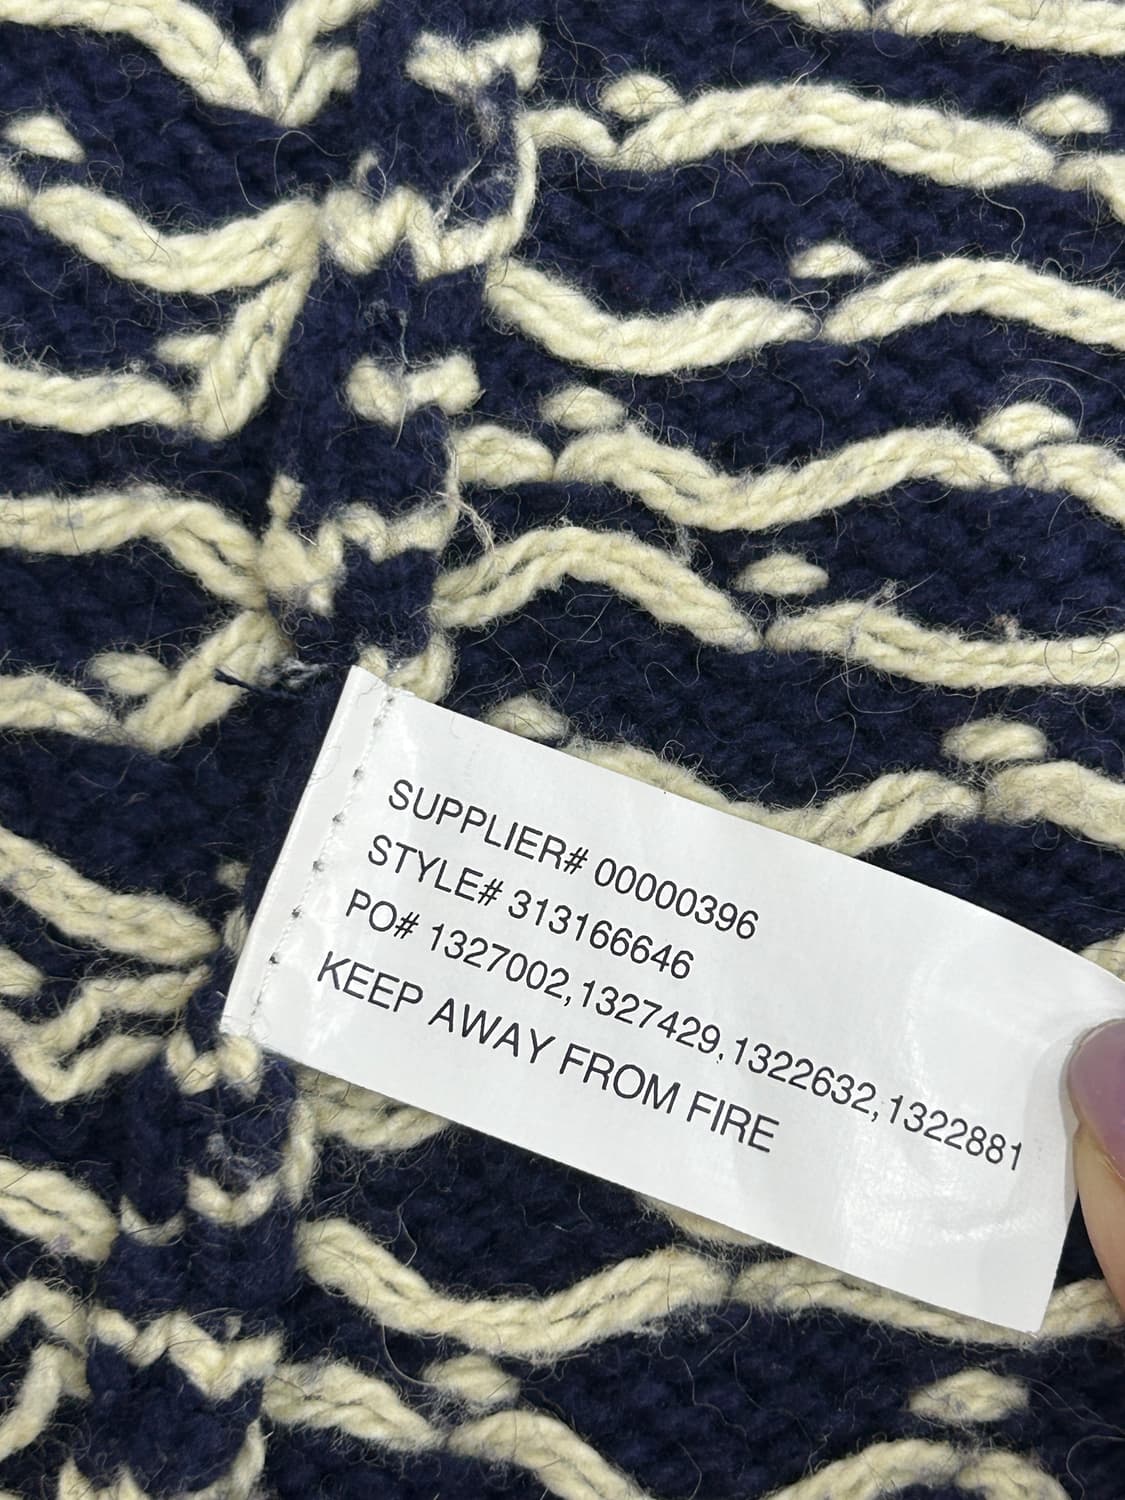 SUPPLIER# 00000396
STYLE# 313166646
PO# 1327002,1327429,1322632,1322881
KEEP AWAY FROM FIRE